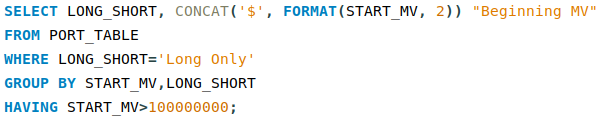 SELECT LONG_SHORT, CONCAT('$', FORMAT(START_MV, 2)) "Beginning MV"
FROM PORT_TABLE
WHERE LONG_SHORT='Long Only'
GROUP BY START_MV,LONG_SHORT
HAVING START_MV>100000000;